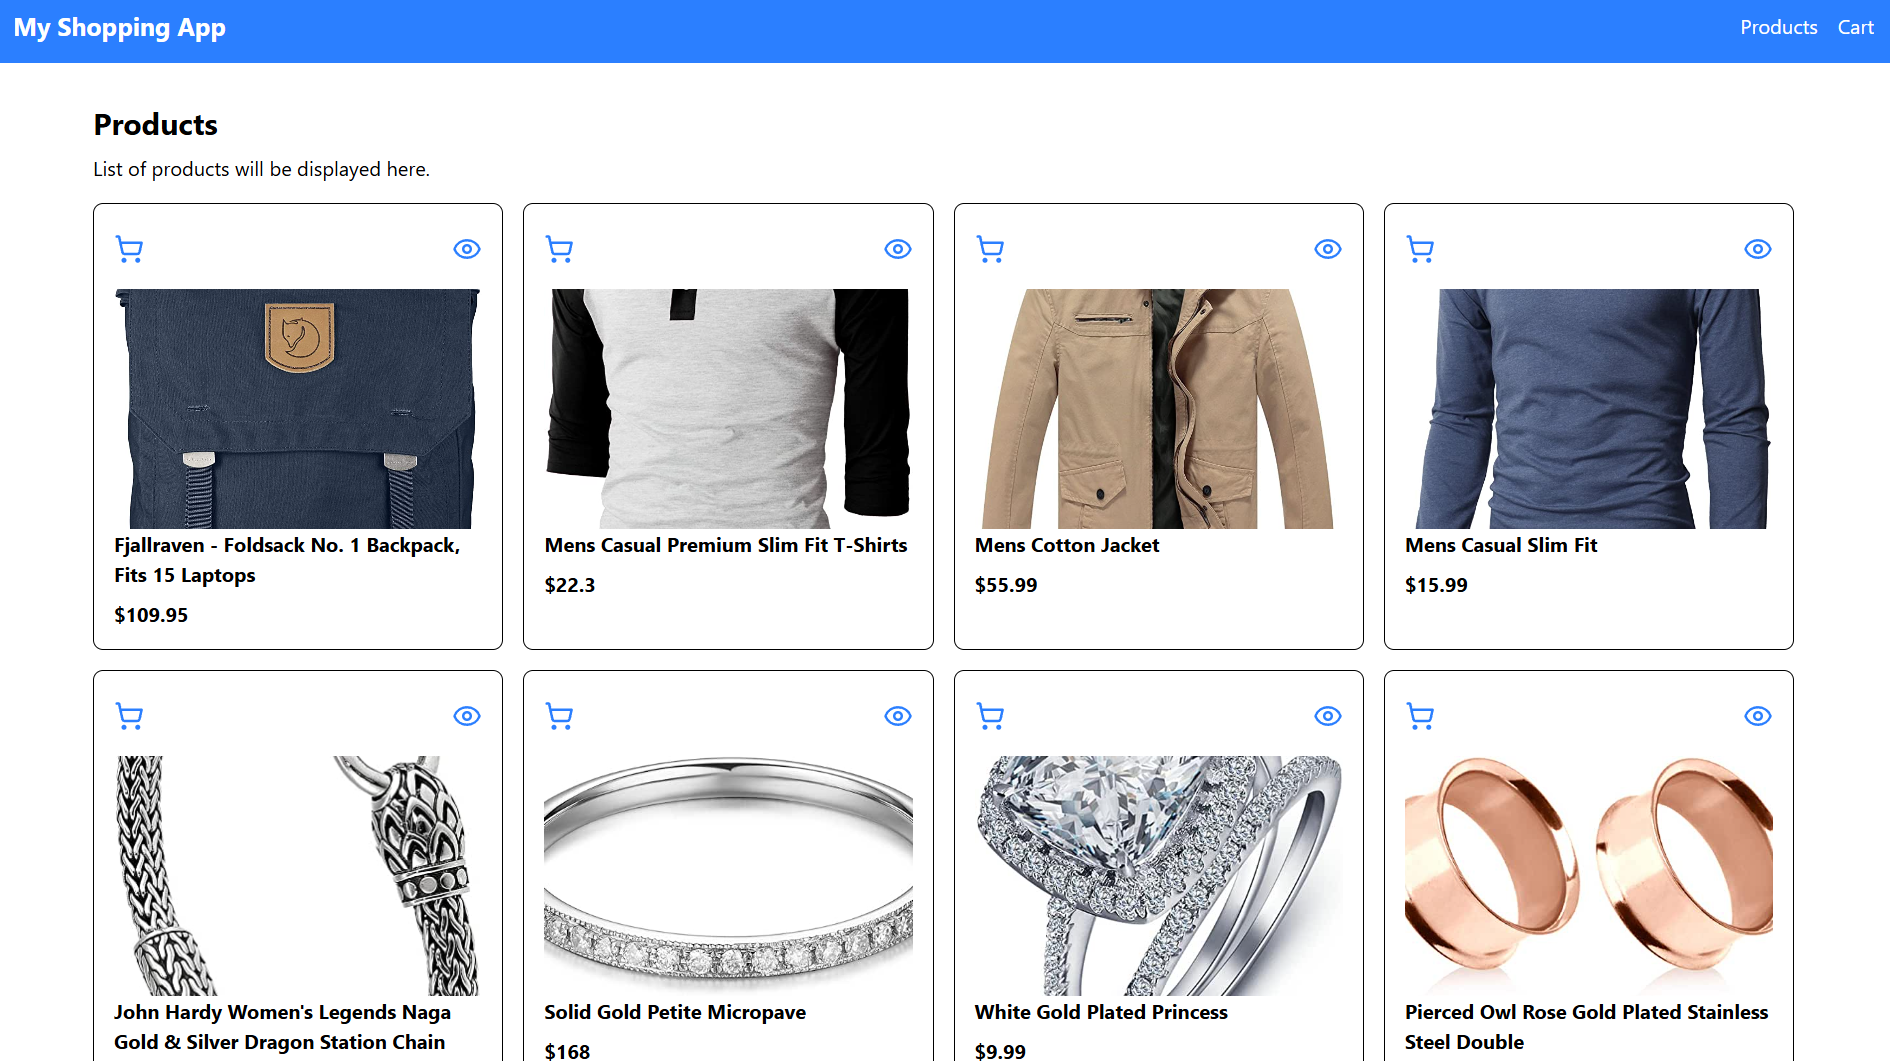 My Shopping App
Products
Cart
Products
List of products will be displayed here.
Fjallraven - Foldsack No. 1 Backpack,
Fits 15 Laptops
$109.95
Mens Casual Premium Slim Fit T-Shirts
$22.3
Mens Cotton Jacket
$55.99
Mens Casual Slim Fit
$15.99
John Hardy Women's Legends Naga
Gold & Silver Dragon Station Chain
Solid Gold Petite Micropave
$168
White Gold Plated Princess
$9.99
Pierced Owl Rose Gold Plated Stainless
Steel Double